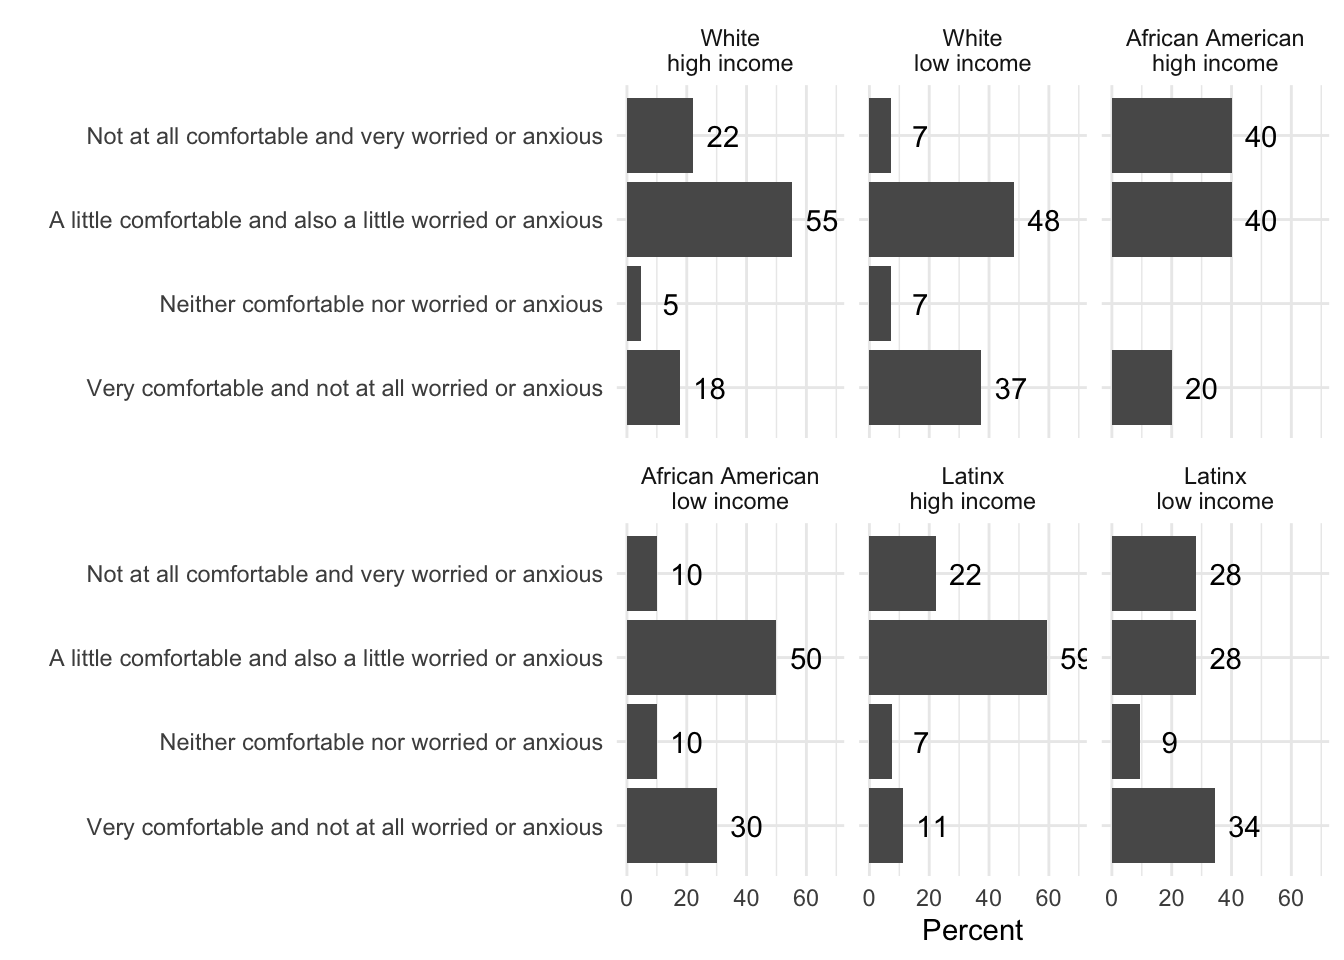 White
high income
White
low income
African American
high income
Not at all comfortable and very worried or anxious
22
7
40
A little comfortable and also a little worried or anxious
55
48
40
Neither comfortable nor worried or anxious
5
7
Very comfortable and not at all worried or anxious
18
37
20
African American
low income
Latinx
high income
Latinx
low income
Not at all comfortable and very worried or anxious
10
22
28
A little comfortable and also a little worried or anxious
50
59
28
Neither comfortable nor worried or anxious
10
7
9
Very comfortable and not at all worried or anxious
30
11
34
0 20 40 60
0 20 40 60
0 20 40 60
Percent